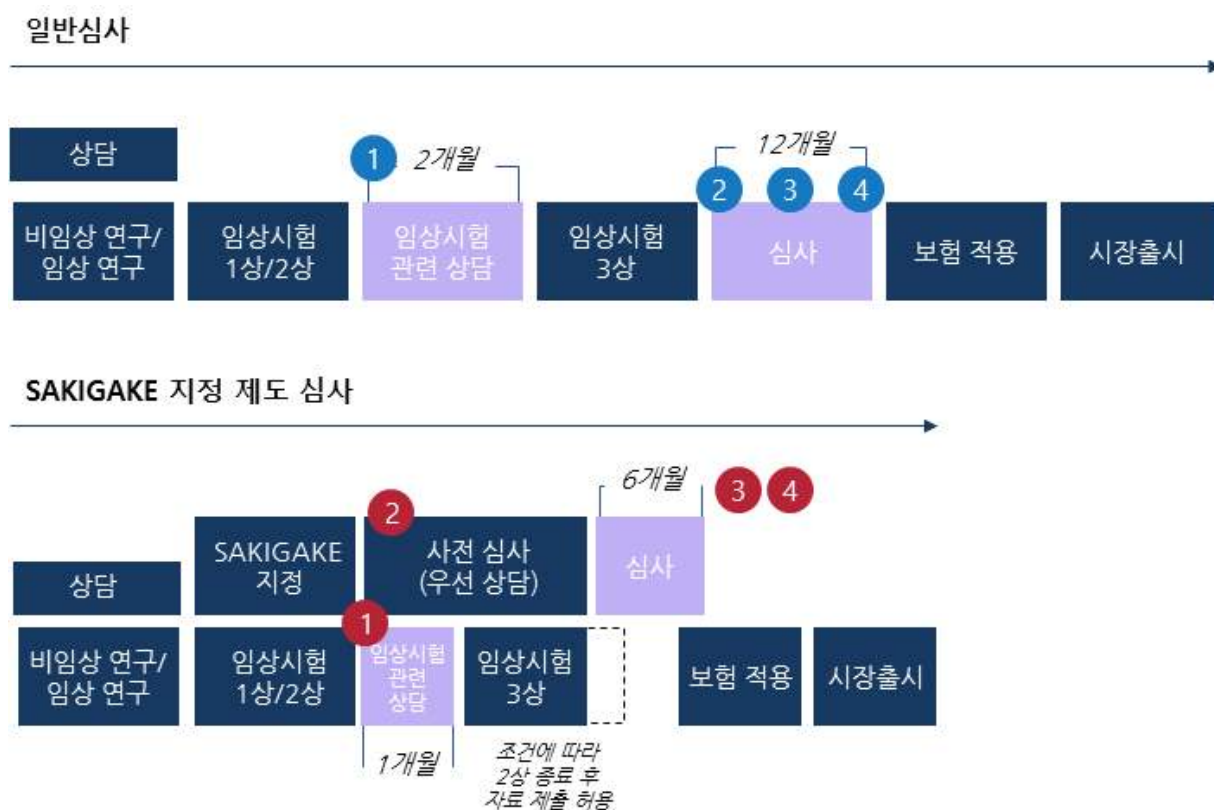 일반심사
상담
1
2개월
12개월
2
3
4
비임상 연구/
임상 연구
임상시험
1상/2상
임상시험
관련 상담
임상시험
3상
심사
보험 적용
시장출시
SAKIGAKE 지정 제도 심사
6개월
3
4
2
SAKIGAKE
지정
사전 심사
(우선 상담)
심사
상담
1
비임상 연구/
임상 연구
임상시험
1상/2상
임상시험
관련
상담
임상시험
3상
보험 적용
시장출시
1개월
조건에 따라
2상 종료 후
자료 제출 허용